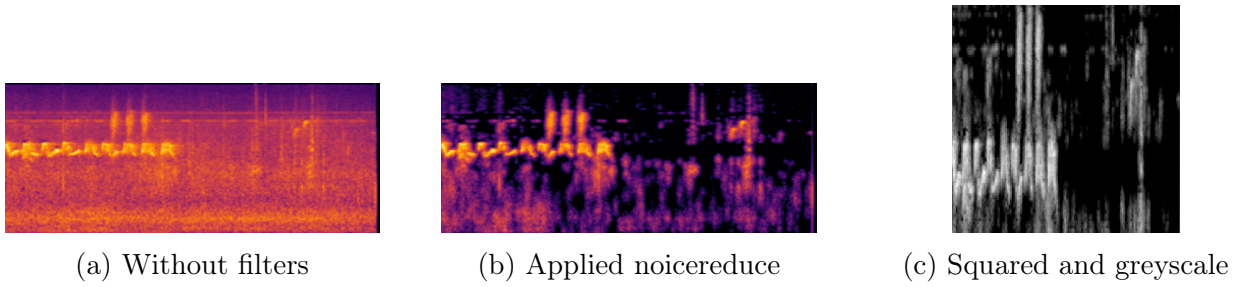 (a) Without filters
(b) Applied noicereduce
(c) Squared and greyscale